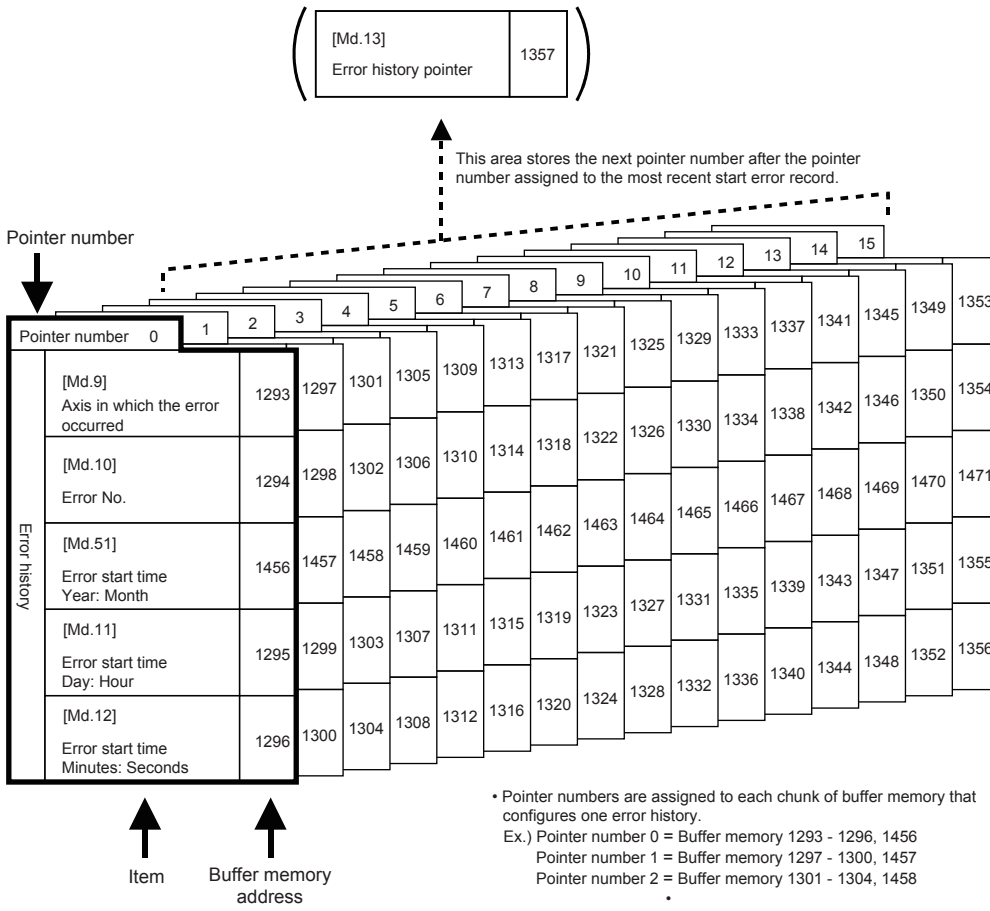 [Md.13]
Error history pointer
1357
This area stores the next pointer number after the pointer
number assigned to the most recent start error record.
Pointer number
Pointer number 0 1 2 3 4 5 6 7 8 9 10 11 12 13 14 15
Error history
[Md.9]
Axis in which the error
occurred
1293 1297 1301 1305 1309 1313 1317 1321 1325 1329 1333 1337 1341 1345 1349 1353
[Md.10]
Error No.
1294 1298 1302 1306 1310 1314 1318 1322 1326 1330 1334 1338 1342 1346 1350 1354
[Md.51]
Error start time
Year: Month
1456 1457 1458 1459 1460 1461 1462 1463 1464 1465 1466 1467 1468 1469 1470 1471
[Md.11]
Error start time
Day: Hour
1295 1299 1303 1307 1311 1315 1319 1323 1327 1331 1335 1339 1343 1347 1351 1355
[Md.12]
Error start time
Minutes: Seconds
1296 1300 1304 1308 1312 1316 1320 1324 1328 1332 1336 1340 1344 1348 1352 1356
Item
Buffer memory
address
• Pointer numbers are assigned to each chunk of buffer memory that
configures one error history.
Ex.) Pointer number 0 = Buffer memory 1293 - 1296, 1456
Pointer number 1 = Buffer memory 1297 - 1300, 1457
Pointer number 2 = Buffer memory 1301 - 1304, 1458
•